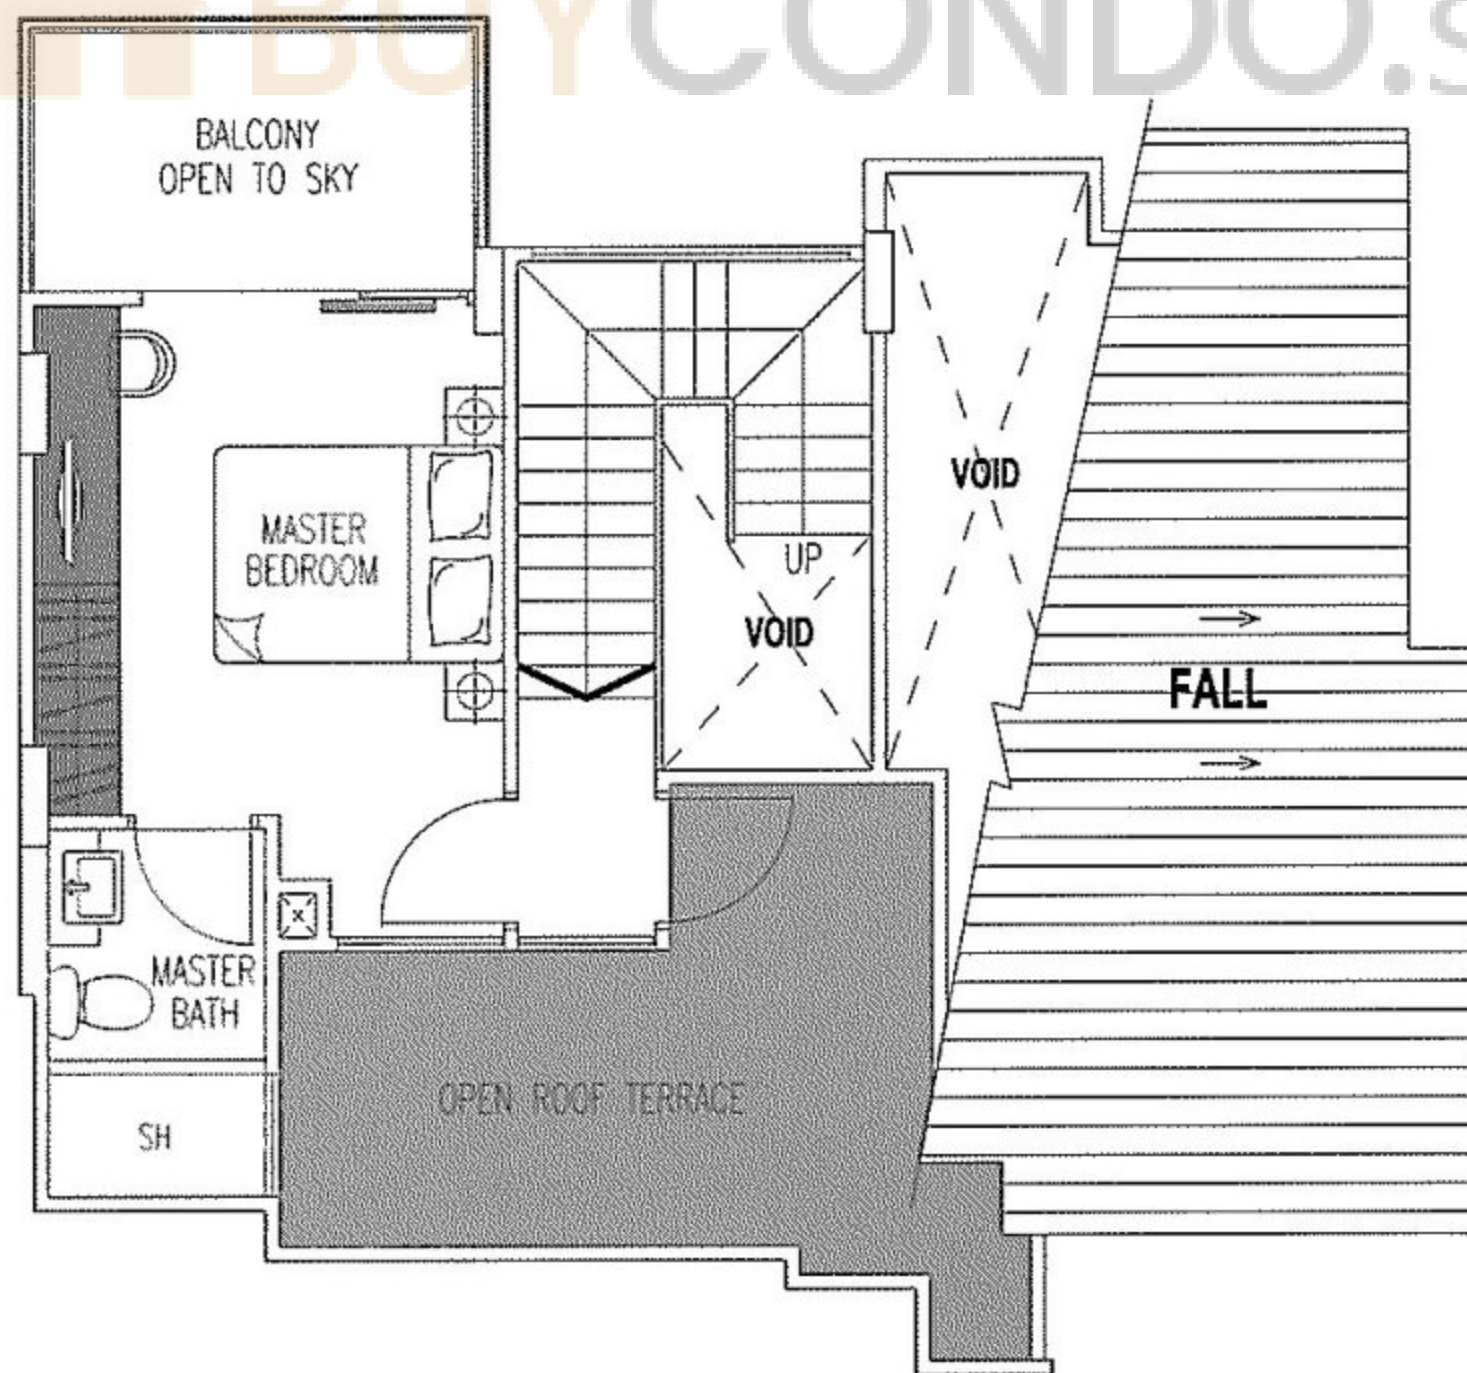 BUYCONDO.s
BALCONY
OPEN TO SKY
VOID
MASTER
BEDROOM
UP
VOID
FALL
MASTER
BATH
OPEN ROOF TERRACE
SH